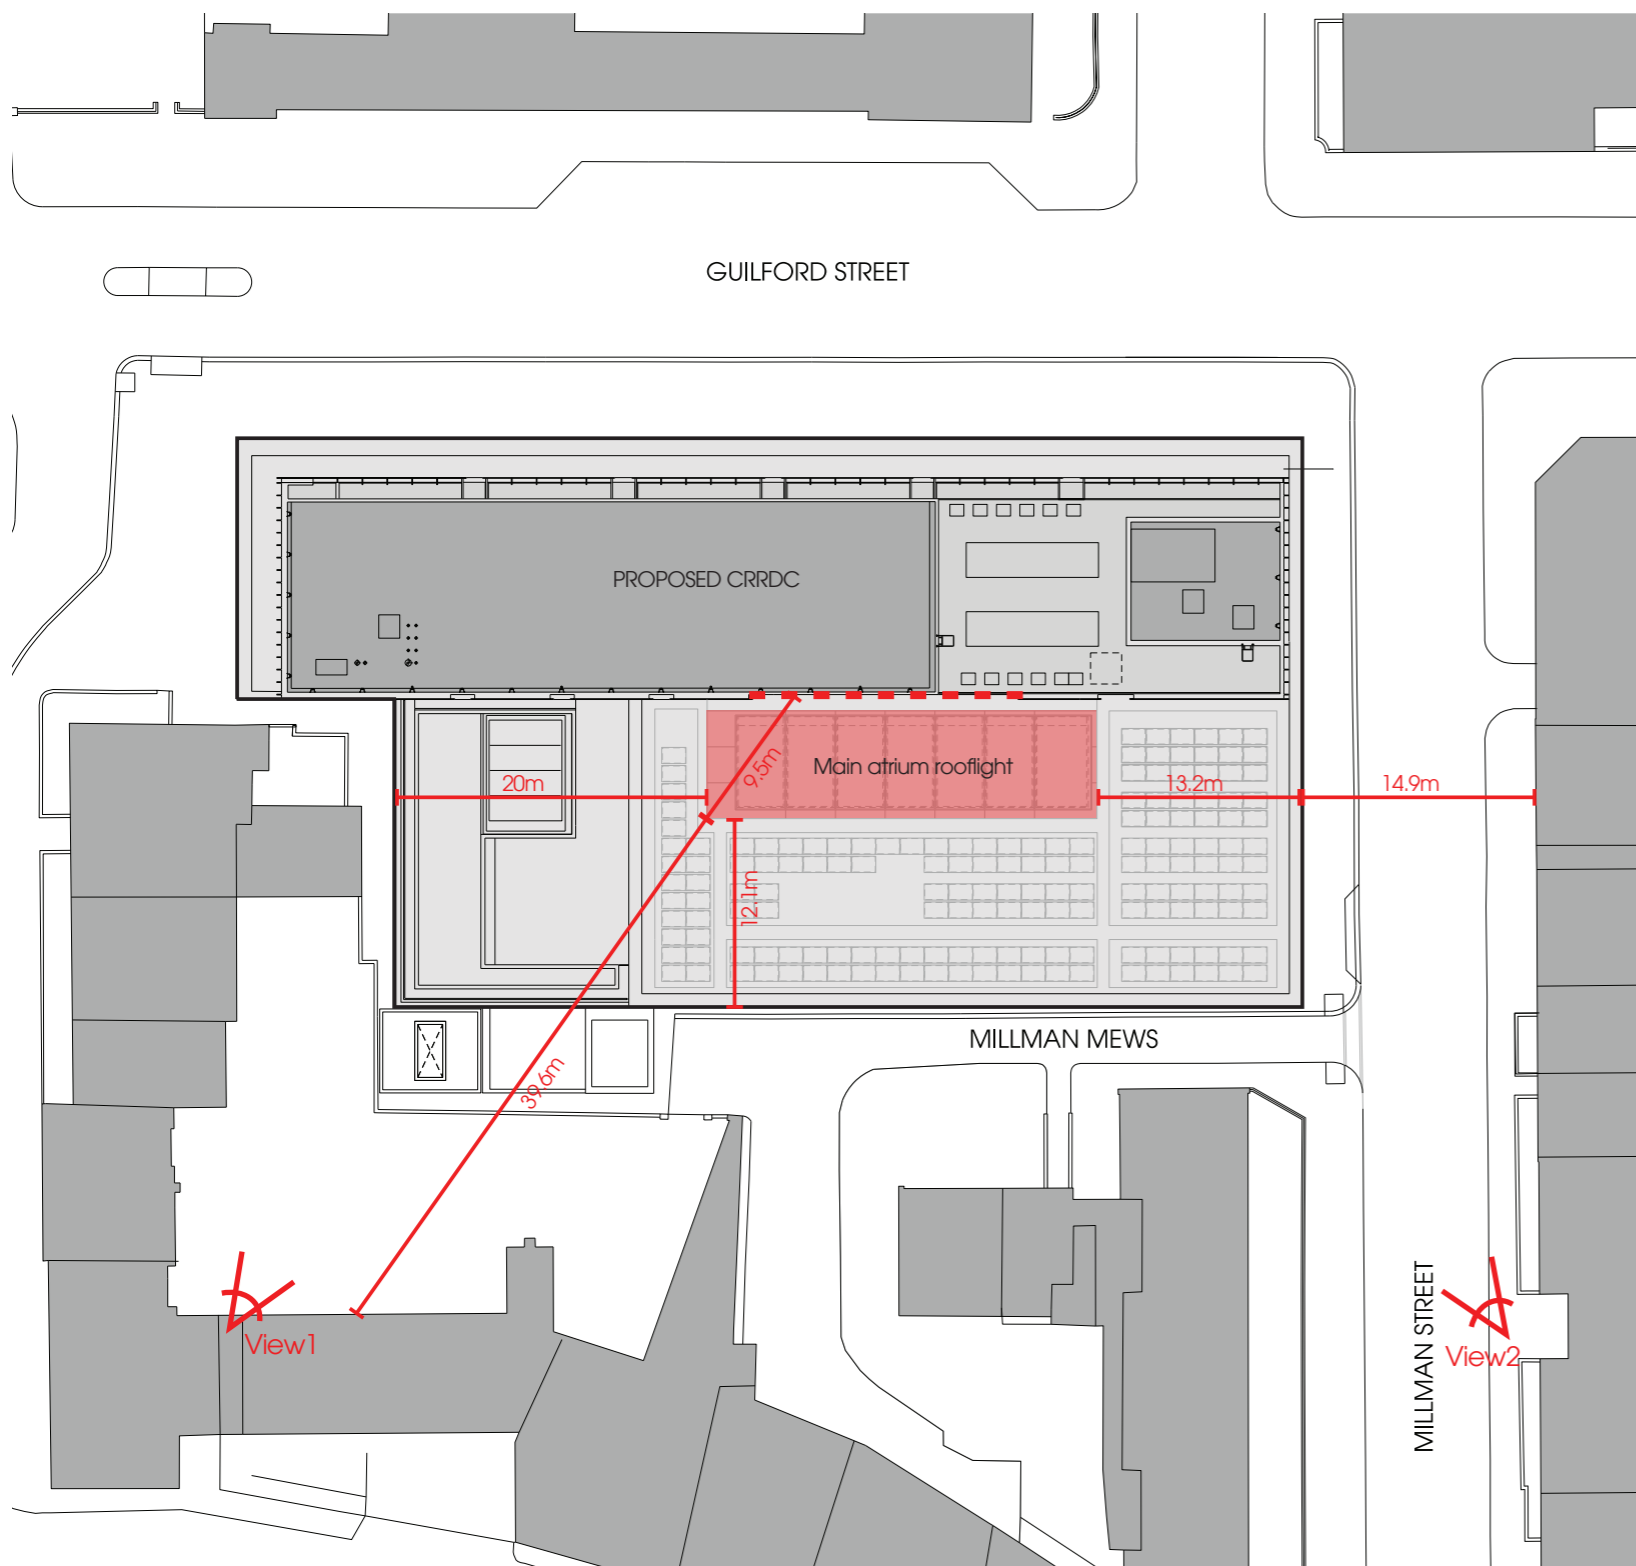 GUILFORD STREET
PROPOSED CRRDC
Main atrium rooflight
9.5m
20m
13.2m
14.9m
12.1m
MILLMAN MEWS
39.6m
View1
MILLMAN STREET
View2